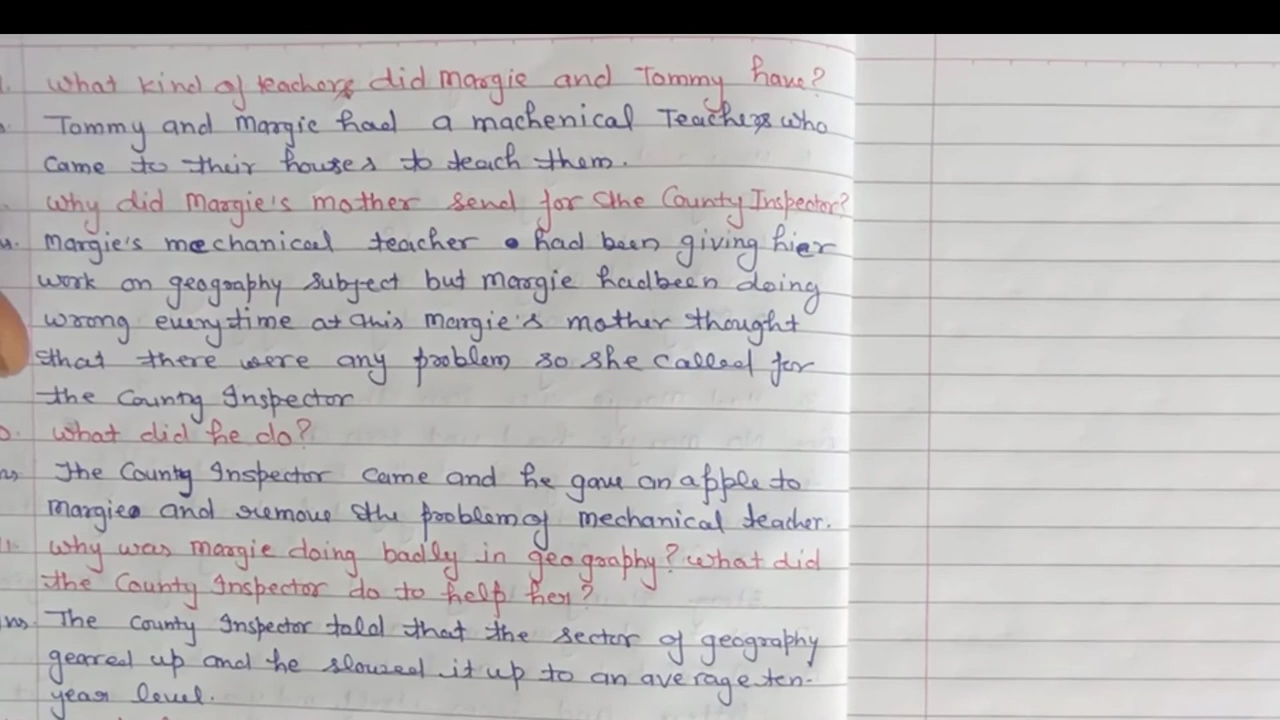 What kind of teachers did Margie and Tommy have?
Tommy and Margie had a machenical Teachers who
came to their houses to teach them.
Why did Margie's mother send for the County Inspector?
Margie's mechanical teacher had been giving hier
work on geography subject but Margie hadbeen doing
wrong everytime at this Margie's mother thought
that there were any problem so she called for
the County Inspector
What did he do?
The County Inspector came and he gave an apple to
Margie and remove the problem of mechanical teacher.
Why was Margie doing badly in geography? What did
the County Inspector do to help her?
The County Inspector told that the sector of geography
geared up and he slowed it up to an average ten-
year level.